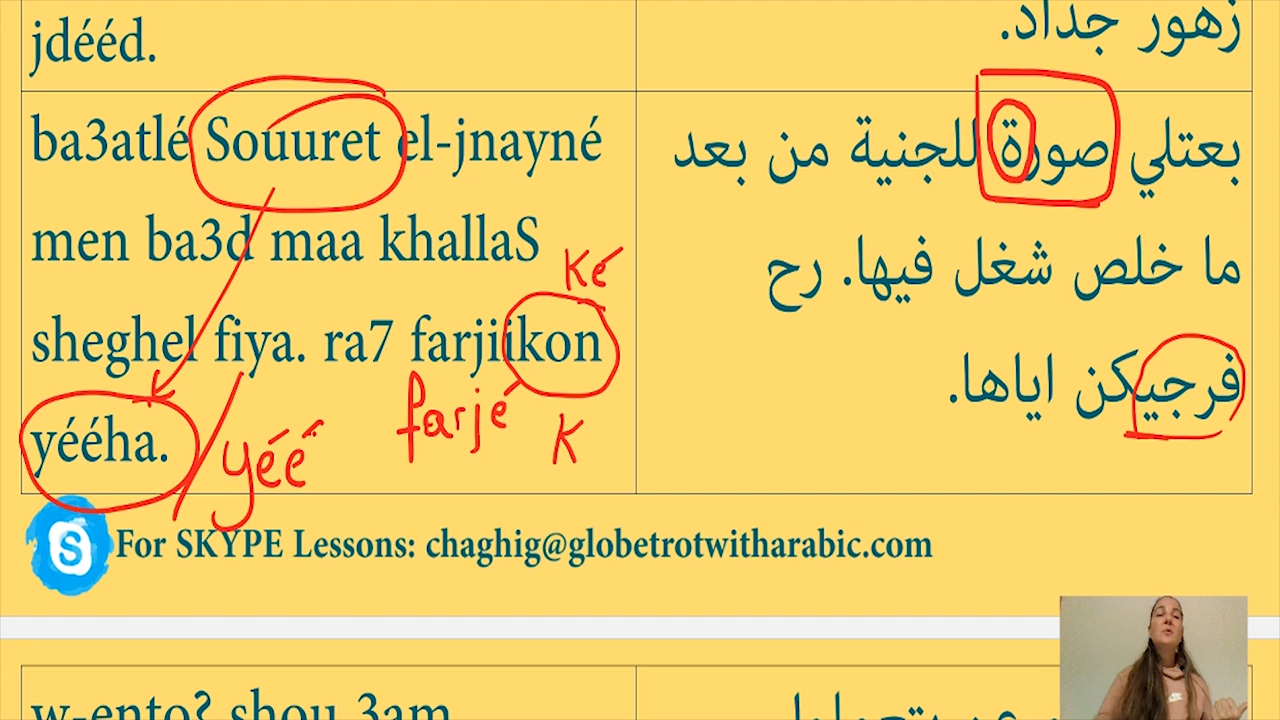 jdééd.
زهور جداد.
ba3atlé Souuret el-jnayné
men ba3d maa khallaS
sheghel fiya. ra7 farjiikon
yééha.
بعتلي صورة للجنية من بعد
ما خلص شغل فيها. رح
فرجيكن اياها.
Ké
farjé
K
yéé
S
For SKYPE Lessons: chaghig@globetrotwitharabic.com
w-ento? shou 3am